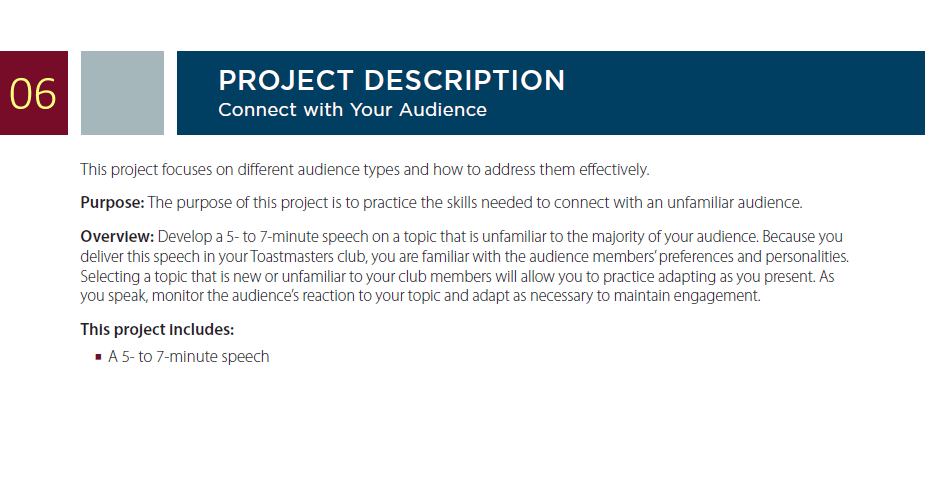 06
PROJECT DESCRIPTION
Connect with Your Audience
This project focuses on different audience types and how to address them effectively.
Purpose: The purpose of this project is to practice the skills needed to connect with an unfamiliar audience.
Overview: Develop a 5- to 7-minute speech on a topic that is unfamiliar to the majority of your audience. Because you
deliver this speech in your Toastmasters club, you are familiar with the audience members’ preferences and personalities.
Selecting a topic that is new or unfamiliar to your club members will allow you to practice adapting as you present. As
you speak, monitor the audience’s reaction to your topic and adapt as necessary to maintain engagement.
This project includes:
▪ A 5- to 7-minute speech